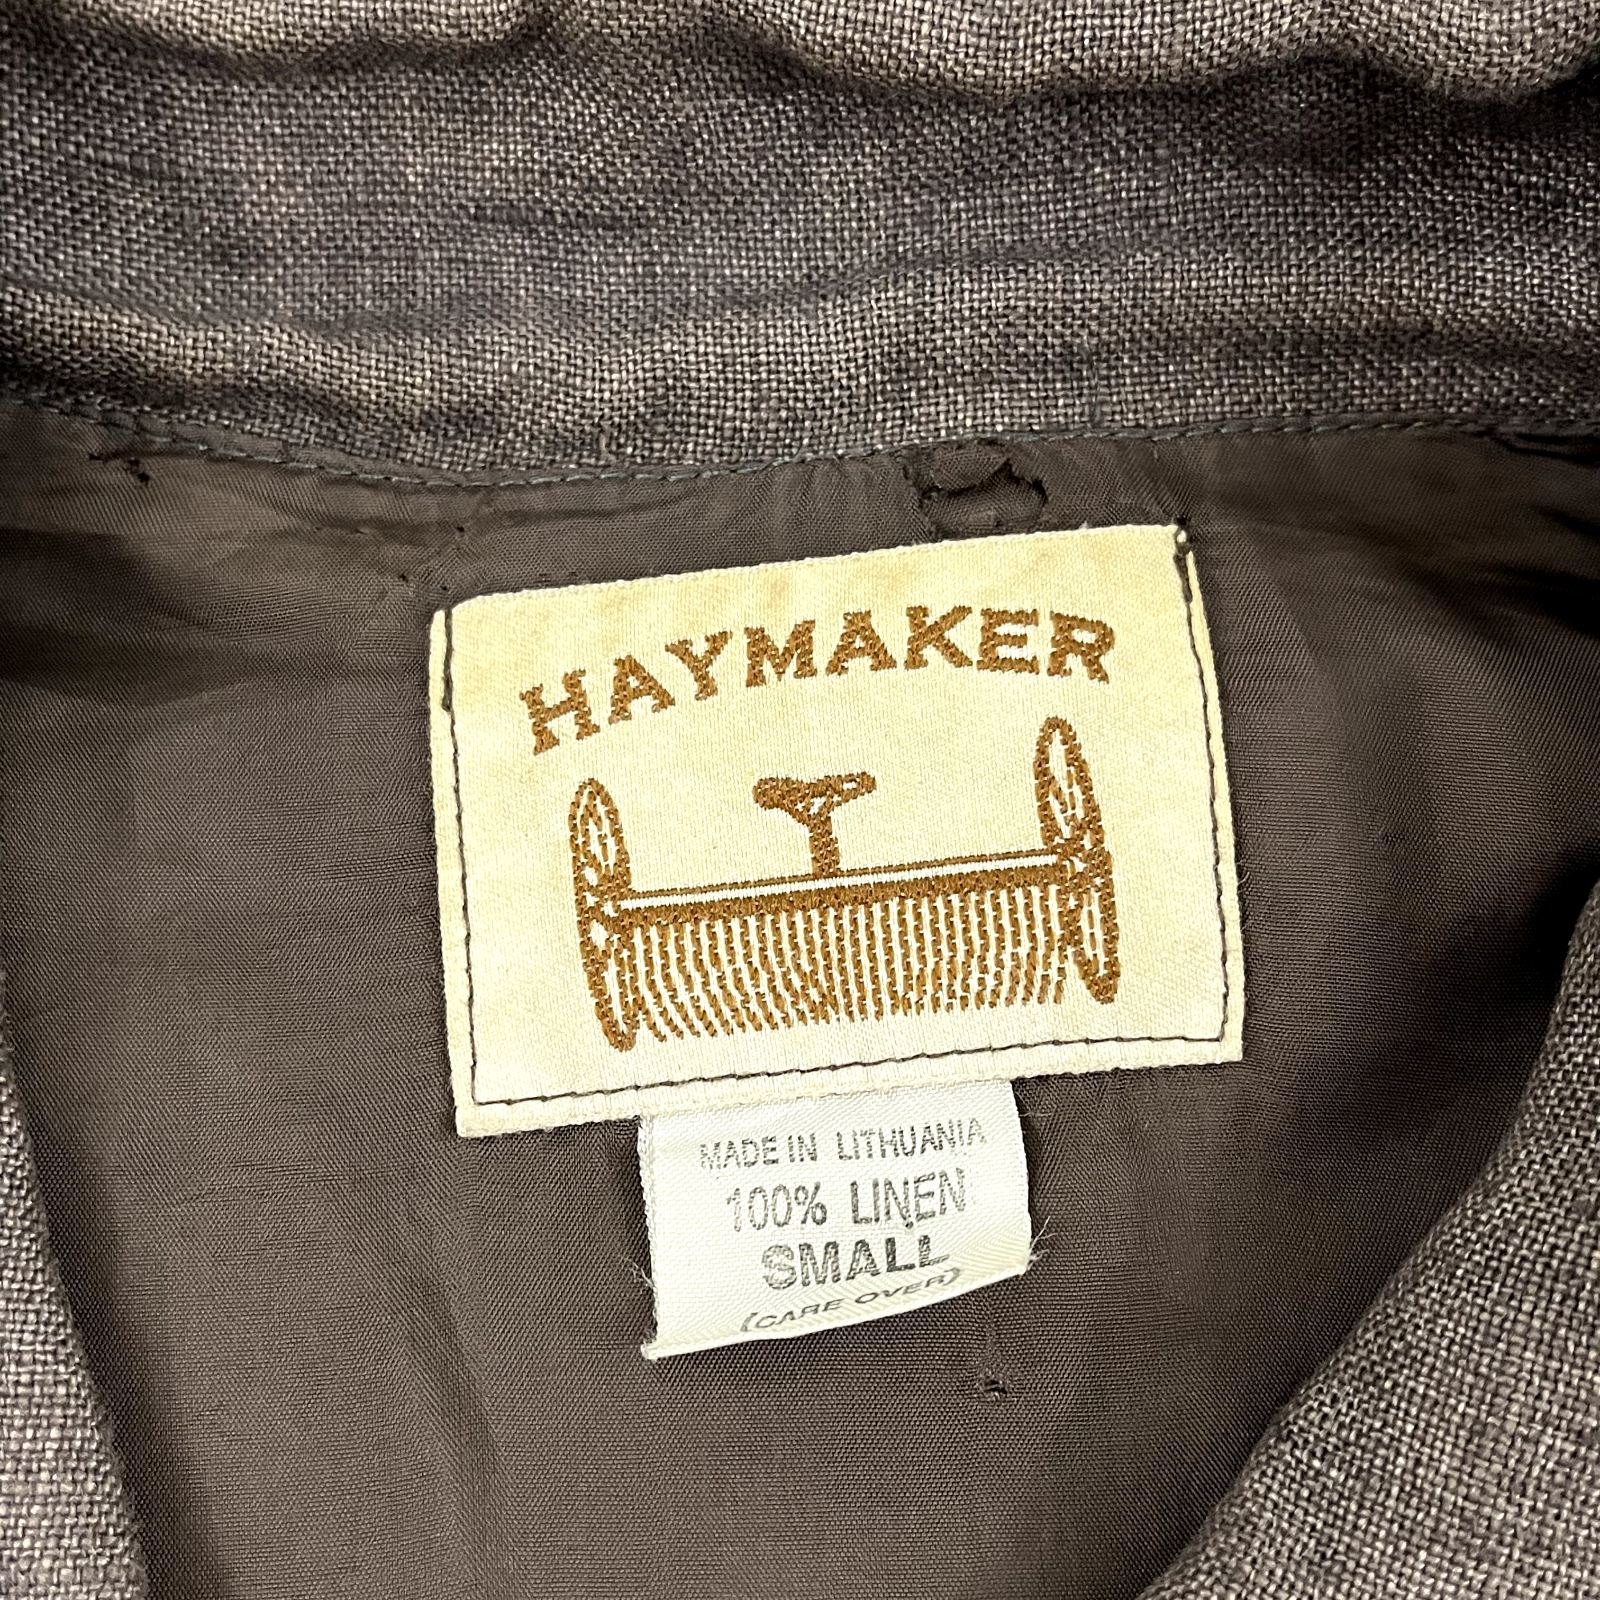 HAYMAKER
MADE IN LITHUANIA
100% LINEN
SMALL
(CARE OVER)